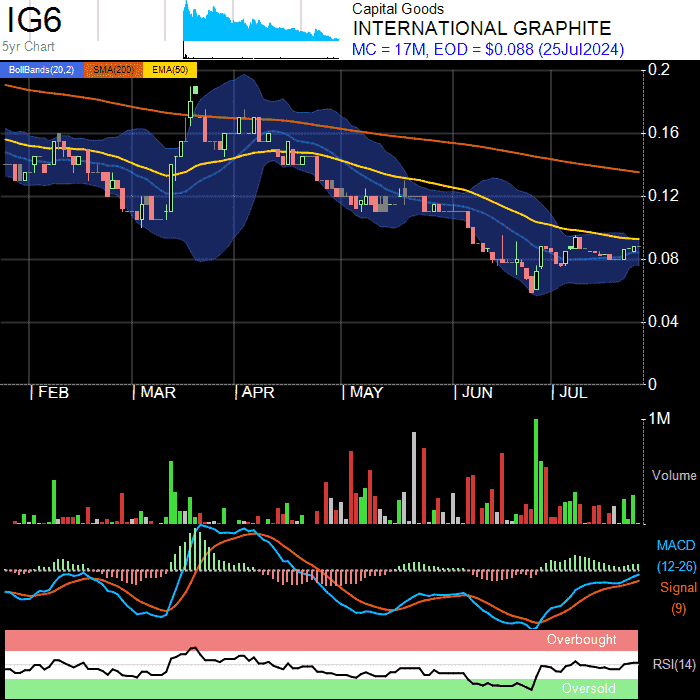 IG6
5yr Chart
Capital Goods
INTERNATIONAL GRAPHITE
MC = 17M, EOD = $0.088 (25Jul2024)
BollBands(20,2) SMA(200) EMA(50)
0.2
0.16
0.12
0.08
0.04
0
FEB MAR APR MAY JUN JUL
1M
Volume
0
MACD
(12-26)
Signal
(9)
Overbought
RSI(14)
Oversold